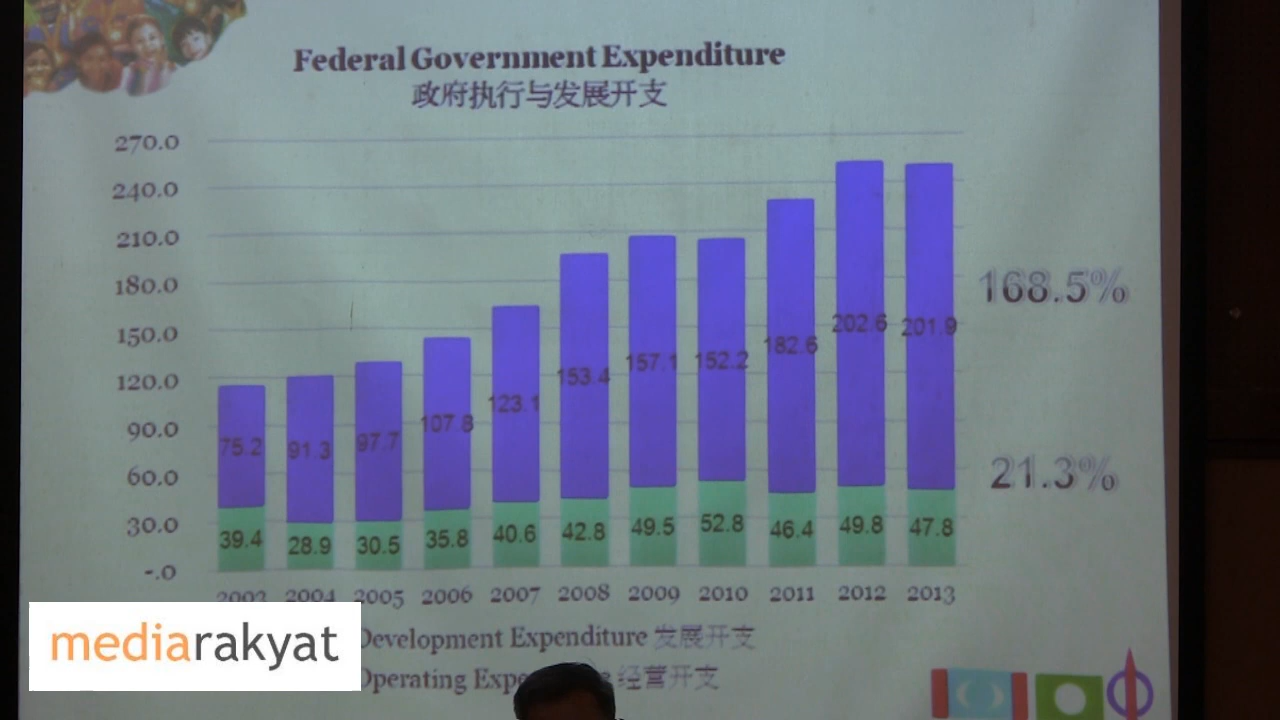 Federal Government Expenditure
政府执行与发展开支
270.0
240.0
210.0
180.0
150.0
120.0
90.0
60.0
30.0
-.0
75.2 91.3 97.7 107.8 123.1 153.4 157.1 152.2 182.6 202.6 201.9
39.4 28.9 30.5 35.8 40.6 42.8 49.5 52.8 46.4 49.8 47.8
168.5%
21.3%
2003 2004 2005 2006 2007 2008 2009 2010 2011 2012 2013
Development Expenditure 发展开支
Operating 经营开支
mediarakyat